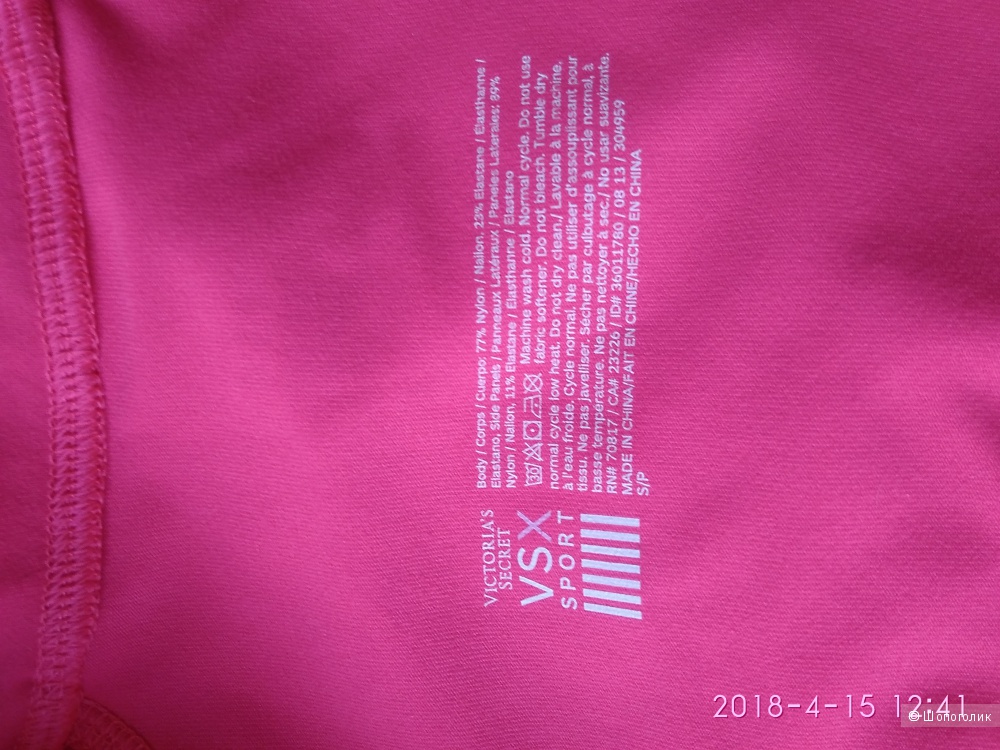 VICTORIA'S
SECRET
VSX
SPORT
Body / Corps / Cuerpo: 77% Nylon / Nailon, 23% Elastane / Élasthanne /
Elastano, Side Panels / Panneaux Latéraux / Paneles Laterales: 89%
Nylon / Nailon, 11% Elastane / Élasthanne / Elastano
30 Machine wash cold. Normal cycle. Do not use
fabric softener. Do not bleach. Tumble dry
normal cycle low heat. Do not dry clean./ Lavable à la machine,
à l'eau froide. Cycle normal. Ne pas utiliser d'assouplissant pour
tissu. Ne pas javelliser. Sécher par culbutage à cycle normal, à
basse température. Ne pas nettoyer à sec./ No usar suavizante.
RN# 70817 / CA# 23226 / ID# 36011780 / 08 13 / 304959
MADE IN CHINA/FAIT EN CHINE/HECHO EN CHINA
S/P
2018-4-15 12:41
© Шопоголик